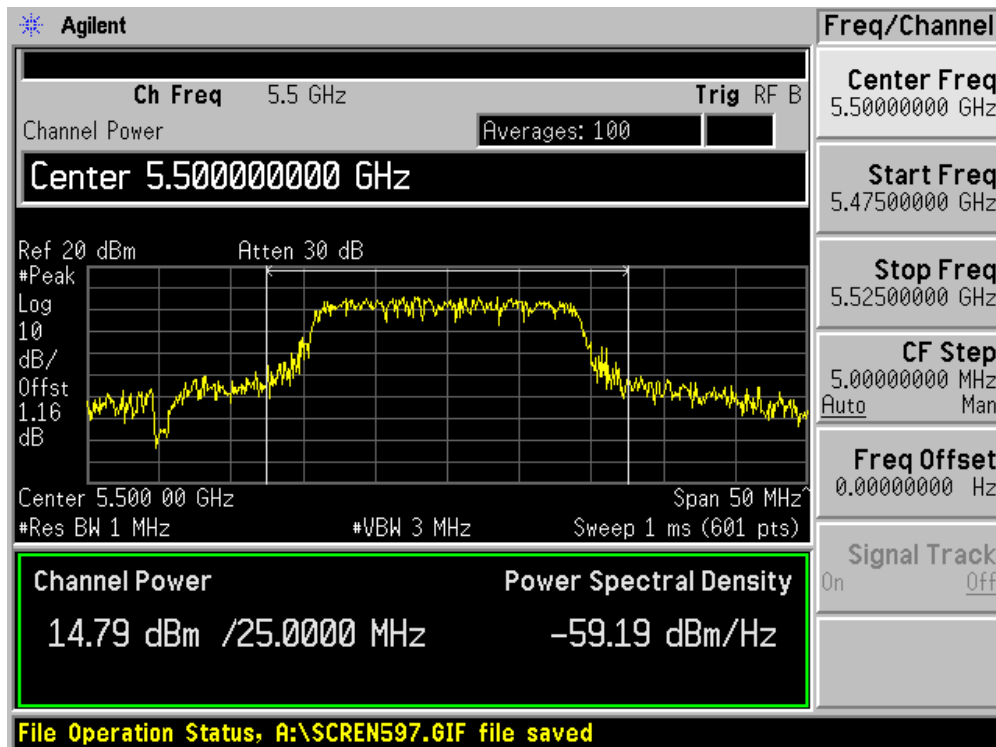 Agilent
Freq/Channel
Ch Freq 5.5 GHz Trig RF B
Channel Power Averages: 100
Center 5.500000000 GHz
Ref 20 dBm Atten 30 dB
#Peak
Log
10
dB/
Offst
1.16
dB
Center 5.500 00 GHz Span 50 MHz^
#Res BW 1 MHz #VBW 3 MHz Sweep 1 ms (601 pts)
Channel Power Power Spectral Density
14.79 dBm /25.0000 MHz -59.19 dBm/Hz
File Operation Status, A:\SCREN597.GIF file saved
Center Freq
5.50000000 GHz
Start Freq
5.47500000 GHz
Stop Freq
5.52500000 GHz
CF Step
5.00000000 MHz
Auto Man
Freq Offset
0.00000000 Hz
Signal Track
On Off